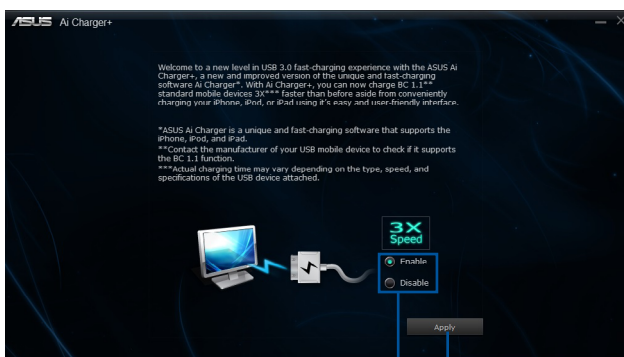 ASUS Ai Charger+
Welcome to a new level in USB 3.0 fast-charging experience with the ASUS Ai
Charger+, a new and improved version of the unique and fast-charging
software Ai Charger*. With Ai Charger+, you can now charge BC 1.1**
standard mobile devices 3X*** faster than before aside from conveniently
charging your iPhone, iPod, or iPad using it's easy and user-friendly interface.
*ASUS Ai Charger is a unique and fast-charging software that supports the
iPhone, iPod, and iPad.
**Contact the manufacturer of your USB mobile device to check if it supports
the BC 1.1 function.
***Actual charging time may vary depending on the type, speed, and
specifications of the USB device attached.
3X
Speed
Enable
Disable
Apply